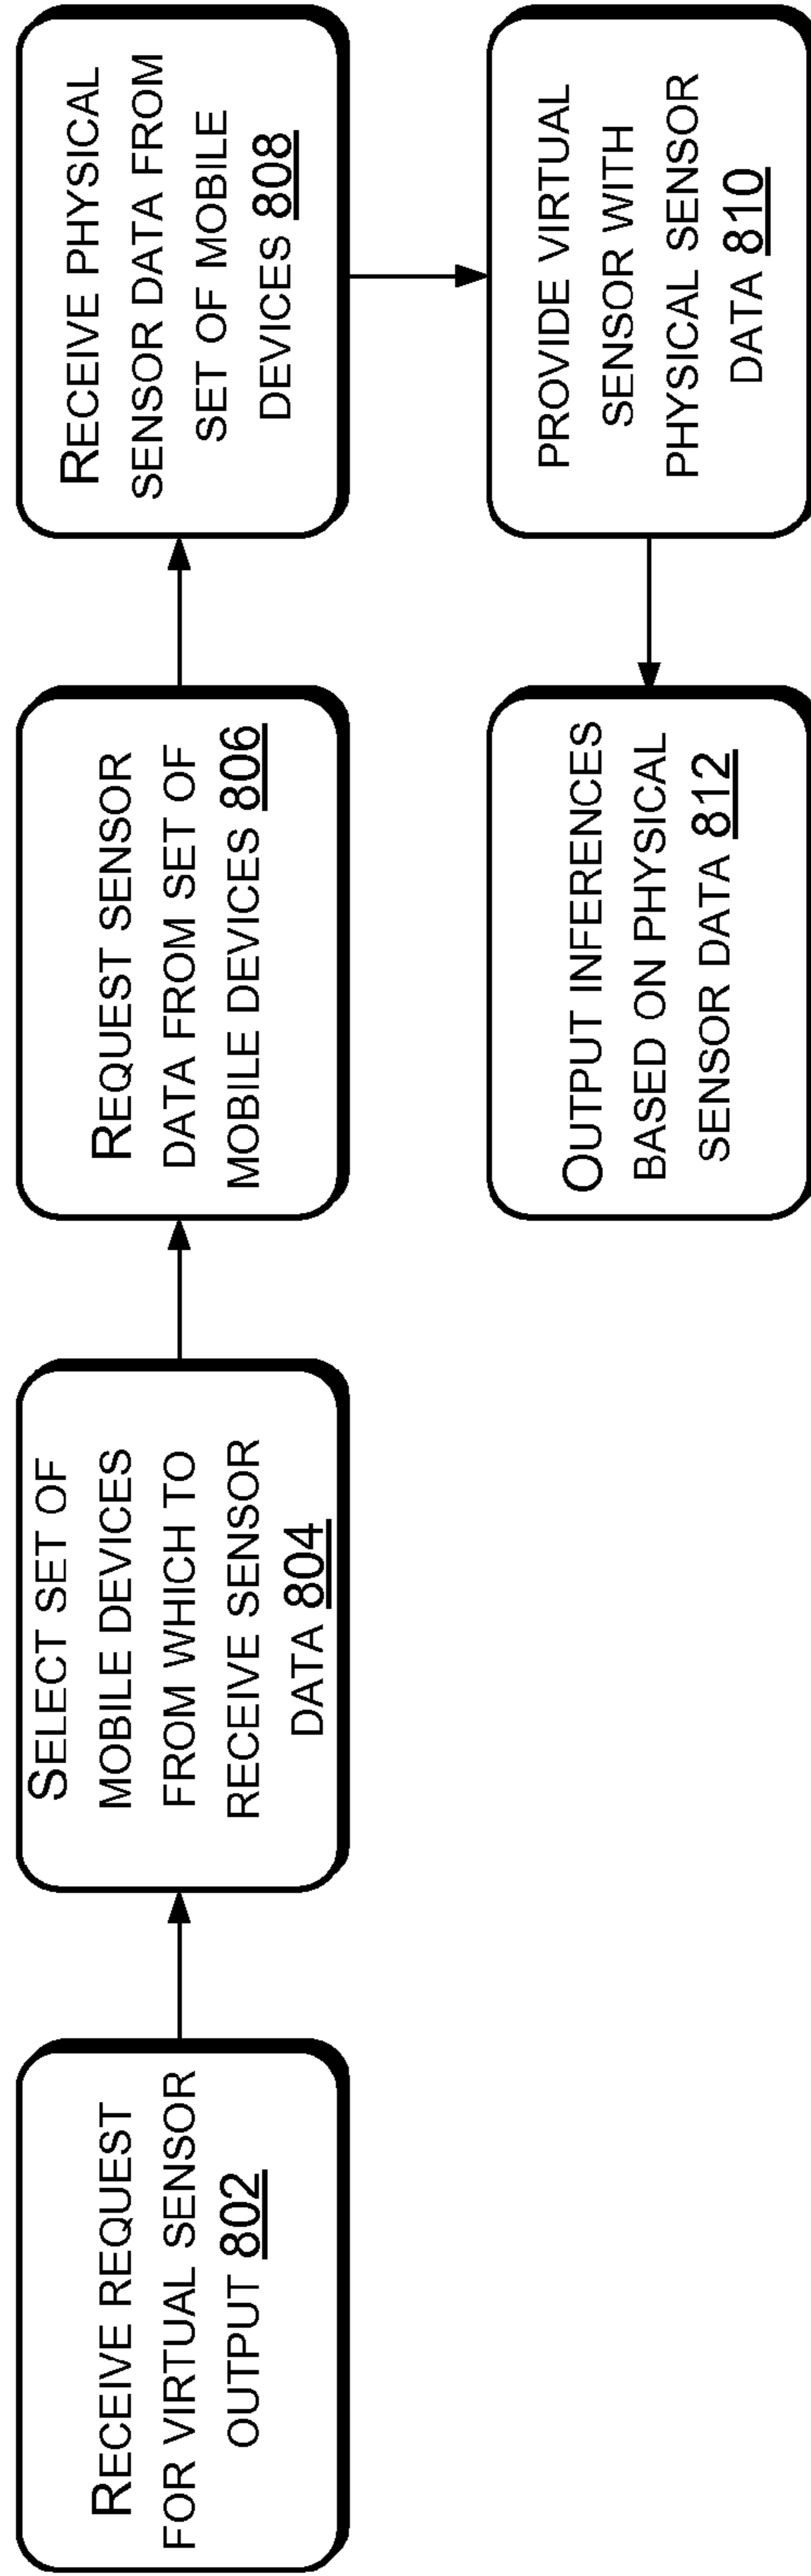 RECEIVE REQUEST
FOR VIRTUAL SENSOR
OUTPUT 802
SELECT SET OF
MOBILE DEVICES
FROM WHICH TO
RECEIVE SENSOR
DATA 804
REQUEST SENSOR
DATA FROM SET OF
MOBILE DEVICES 806
RECEIVE PHYSICAL
SENSOR DATA FROM
SET OF MOBILE
DEVICES 808
PROVIDE VIRTUAL
SENSOR WITH
PHYSICAL SENSOR
DATA 810
OUTPUT INFERENCES
BASED ON PHYSICAL
SENSOR DATA 812